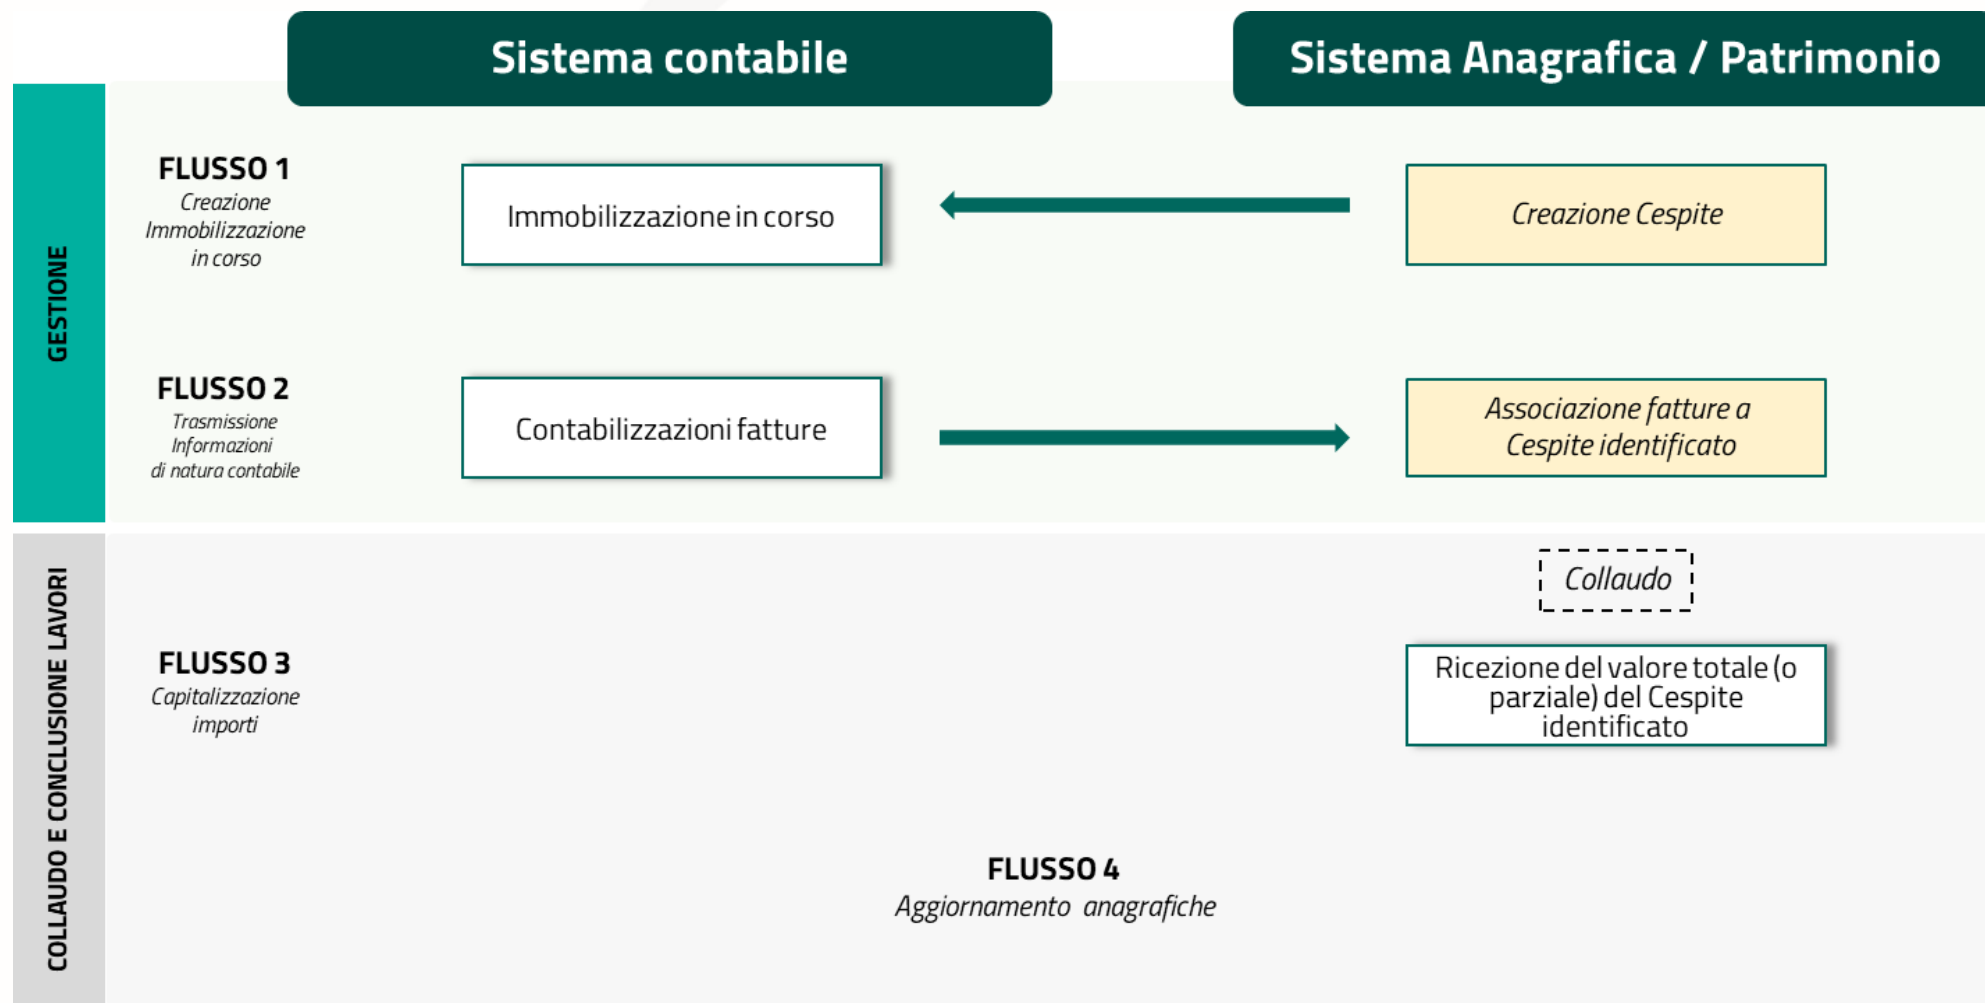 Sistema contabile
Sistema Anagrafica / Patrimonio
GESTIONE
FLUSSO 1
Creazione
Immobilizzazione
in corso
Immobilizzazione in corso
Creazione Cespite
FLUSSO 2
Trasmissione
Informazioni
di natura contabile
Contabilizzazioni fatture
Associazione fatture a
Cespite identificato
COLLAUDO E CONCLUSIONE LAVORI
Collaudo
FLUSSO 3
Capitalizzazione
importi
Ricezione del valore totale (o
parziale) del Cespite
identificato
FLUSSO 4
Aggiornamento anagrafiche